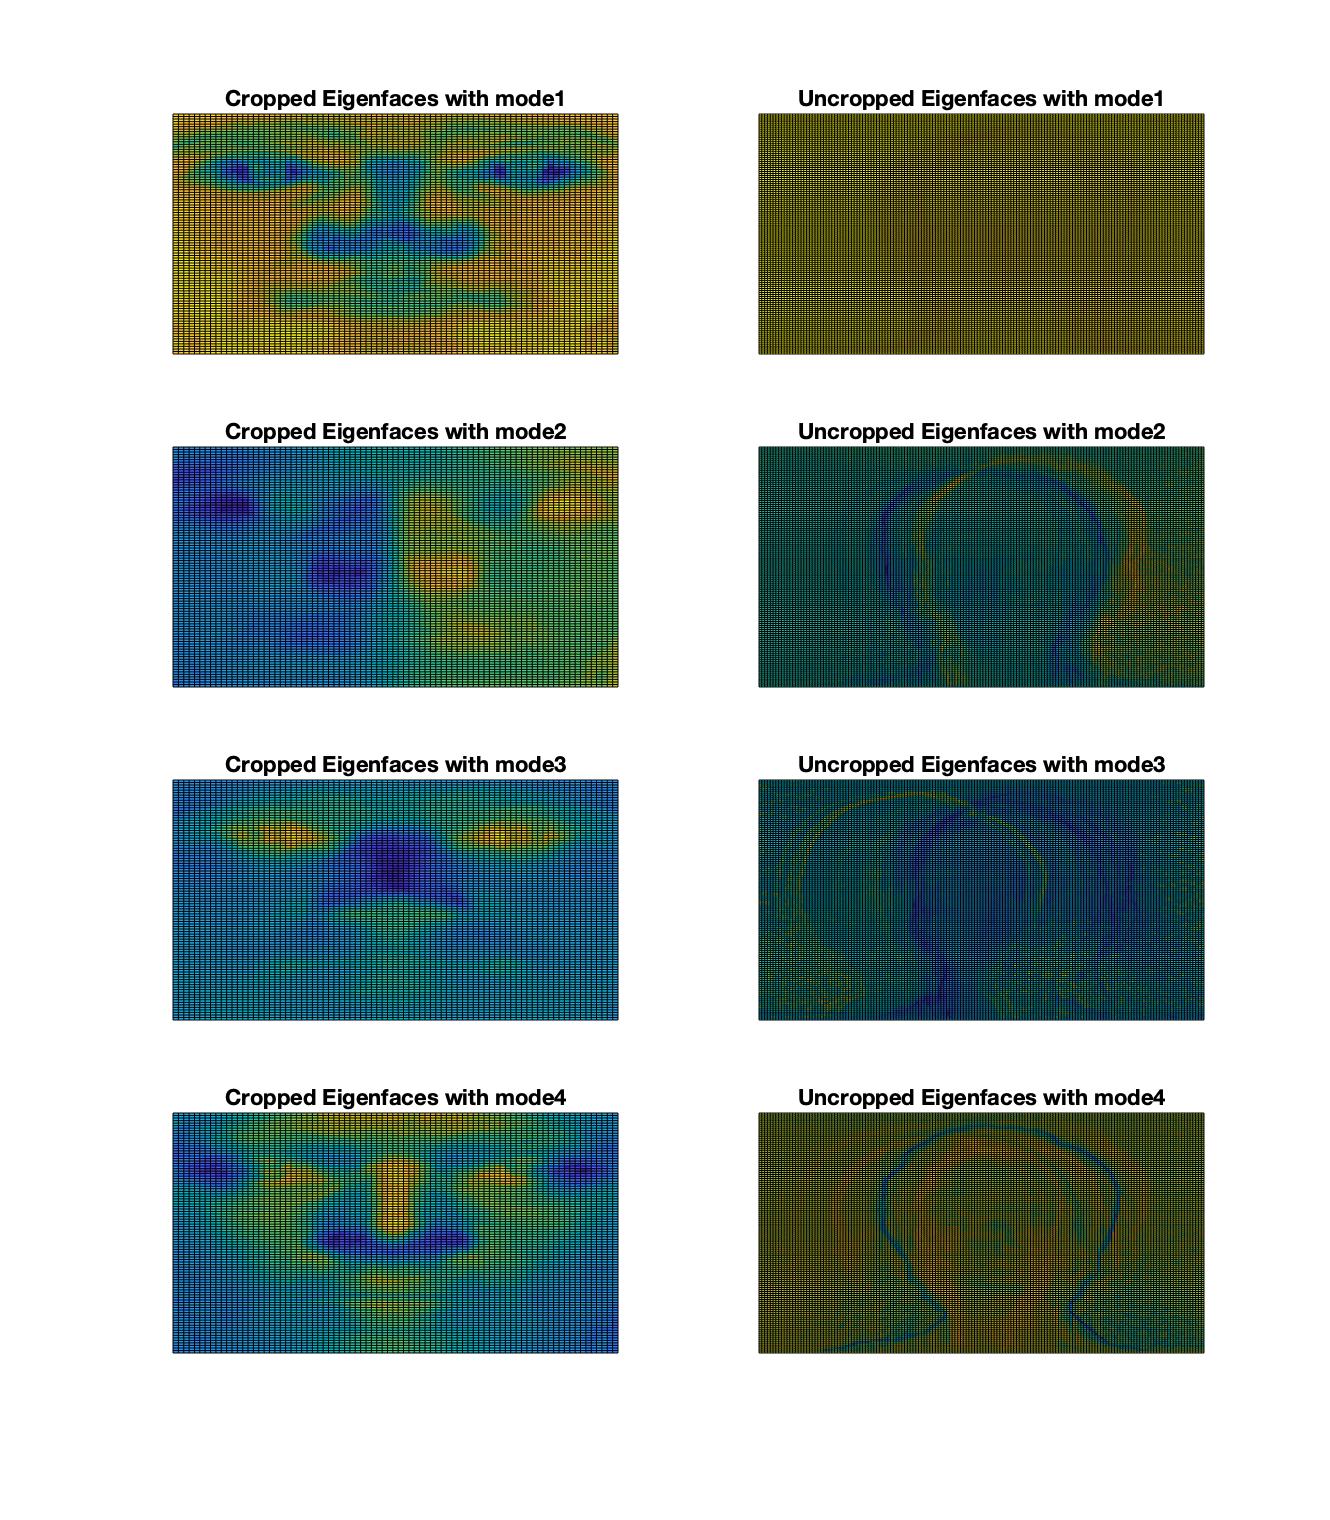 Cropped Eigenfaces with mode1
Uncropped Eigenfaces with mode1
Cropped Eigenfaces with mode2
Uncropped Eigenfaces with mode2
Cropped Eigenfaces with mode3
Uncropped Eigenfaces with mode3
Cropped Eigenfaces with mode4
Uncropped Eigenfaces with mode4